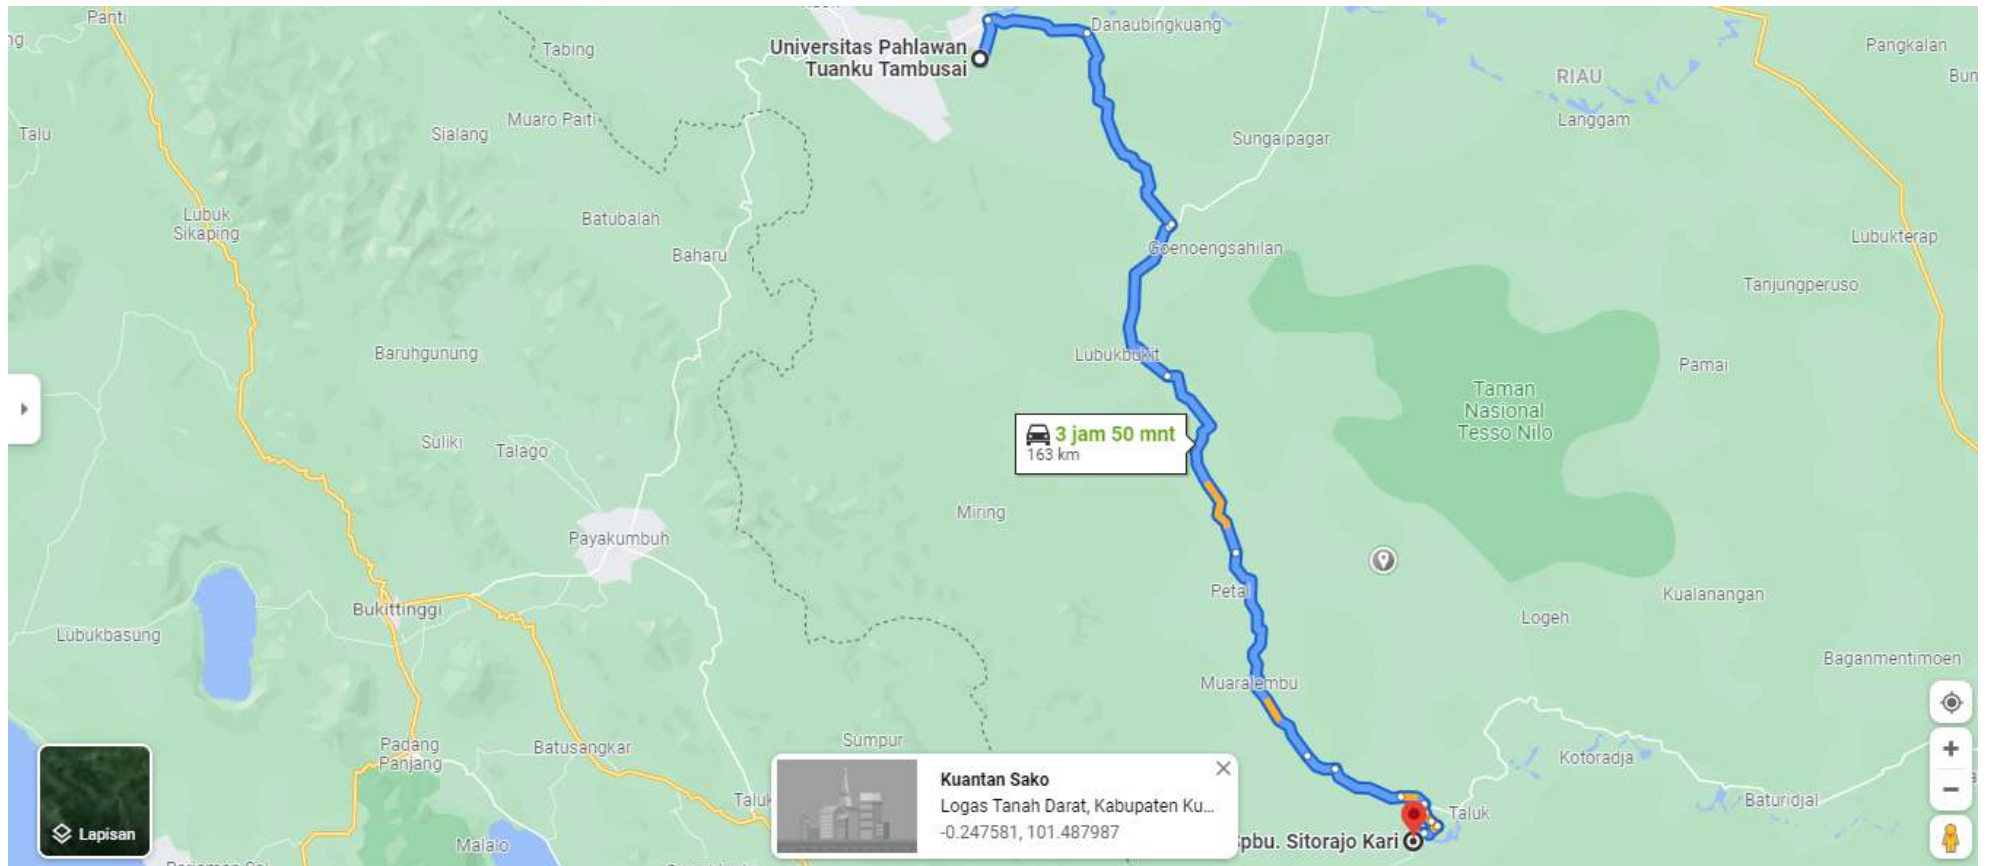 Panti
Danaubingkuang
Universitas Pahlawan
Tuanku Tambusai
Tabing
Pangkalan
RIAU
Bun
Talu
Sialang
Muaro Paiti
Langgam
Sungaipagar
Lubuk
Sikaping
Batubalah
Baharu
Goenoengsahilan
Lubukterap
Tanjungperuso
Baruhgunung
Lubukbukit
Pamai
Taman
Nasional
Tesso Nilo
Suliki
Talago
3 jam 50 mnt
163 km
Miring
Payakumbuh
Petai
Kualanangan
Bukittinggi
Logeh
Lubukbasung
Baganmentimoen
Muaralembu
Padang
Panjang
Batusangkar
Sumpur
Kotoradja
Kuantan Sako
Logas Tanah Darat, Kabupaten Ku...
-0.247581, 101.487987
Taluk
Baturidjal
Taluk
Lapisan
Spbu. Sitorajo Kari
Malalo